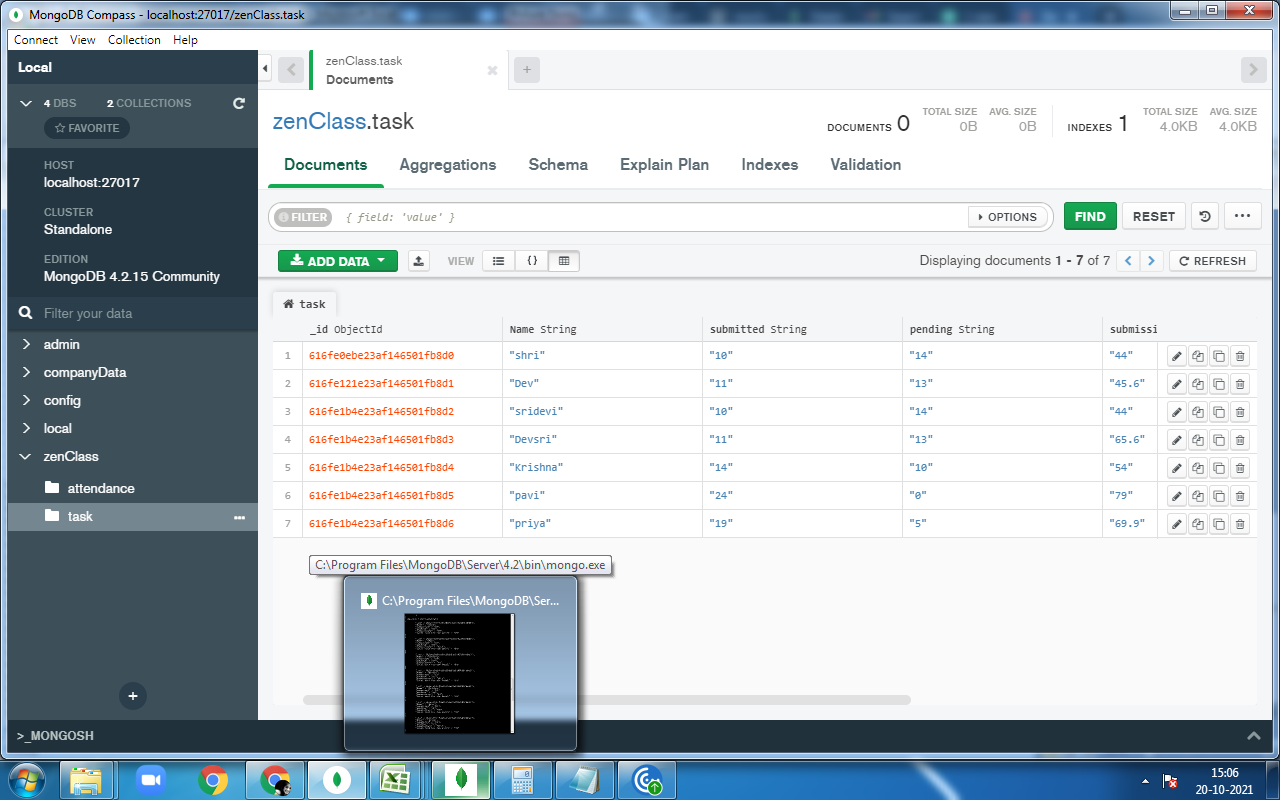 MongoDB Compass - localhost:27017/zenClass.task
Connect View Collection Help
Local
4 DBS 2 COLLECTIONS
FAVORITE
HOST
localhost:27017
CLUSTER
Standalone
EDITION
MongoDB 4.2.15 Community
Filter your data
admin
companyData
config
local
zenClass
attendance
task
>_MONGOSH
zenClass.task
Documents
zenClass.task
DOCUMENTS 0 TOTAL SIZE 0B AVG. SIZE 0B INDEXES 1 TOTAL SIZE 4.0KB AVG. SIZE 4.0KB
Documents Aggregations Schema Explain Plan Indexes Validation
FILTER { field: 'value' } OPTIONS FIND RESET
ADD DATA VIEW {} Displaying documents 1 - 7 of 7 REFRESH
task
_id ObjectId Name String submitted String pending String submissi
1 616fe0ebe23af146501fb8d0 "shri" "10" "14" "44"
2 616fe121e23af146501fb8d1 "Dev" "11" "13" "45.6"
3 616fe1b4e23af146501fb8d2 "sridevi" "10" "14" "44"
4 616fe1b4e23af146501fb8d3 "Devsri" "11" "13" "65.6"
5 616fe1b4e23af146501fb8d4 "Krishna" "14" "10" "54"
6 616fe1b4e23af146501fb8d5 "pavi" "24" "0" "79"
7 616fe1b4e23af146501fb8d6 "priya" "19" "5" "69.9"
C:\Program Files\MongoDB\Server\4.2\bin\mongo.exe
C:\Program Files\MongoDB\Ser...
15:06
20-10-2021